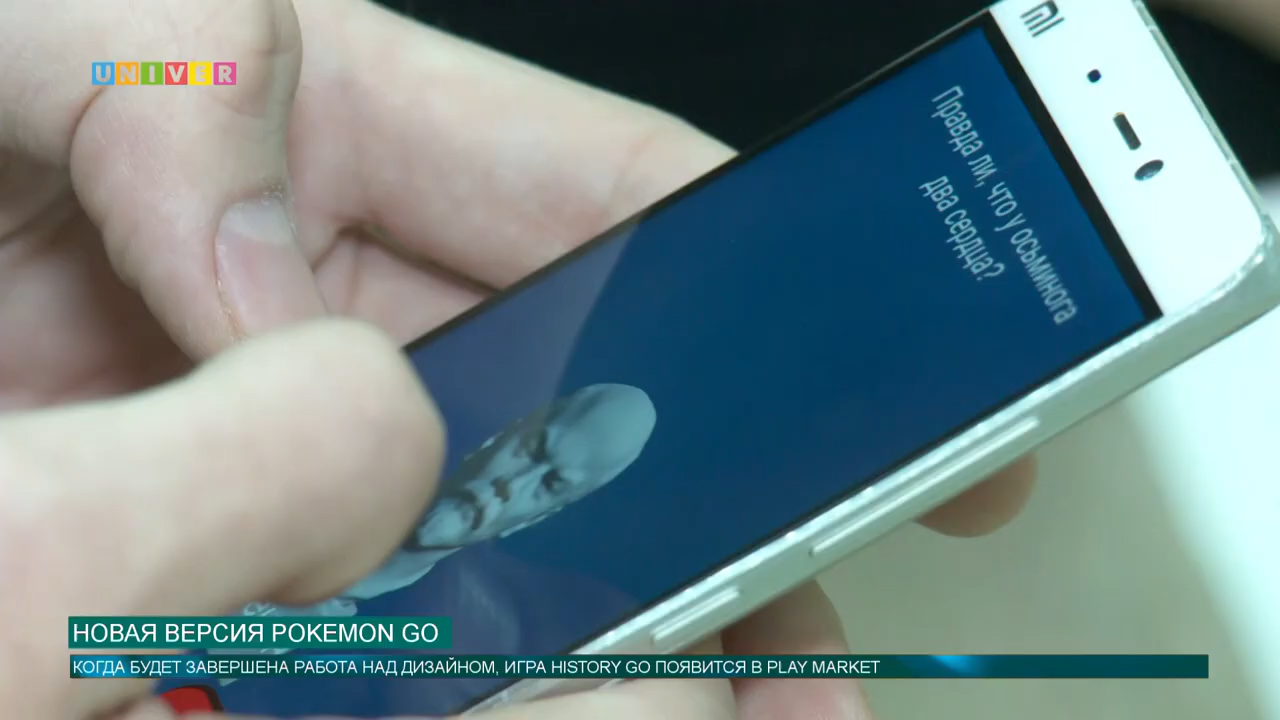 UNIVER
MI
Правда ли, что у осьминога
два сердца?
НОВАЯ ВЕРСИЯ POKEMON GO
КОГДА БУДЕТ ЗАВЕРШЕНА РАБОТА НАД ДИЗАЙНОМ, ИГРА HISTORY GO ПОЯВИТСЯ В PLAY MARKET